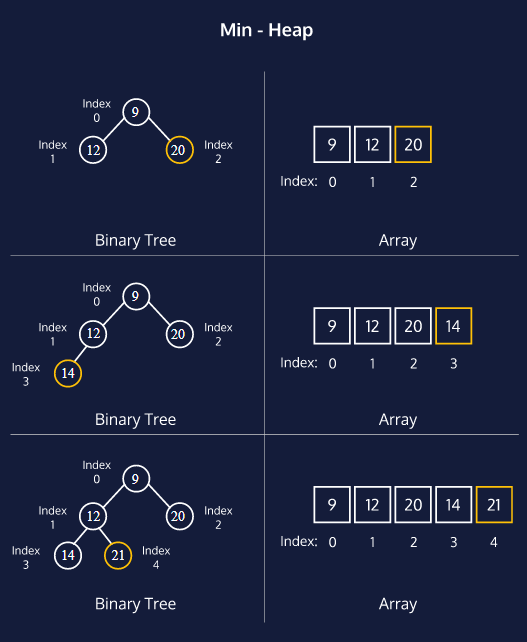 Min - Heap
Index
0
9
Index
1
12
20
Index
2
9 12 20
Index: 0 1 2
Binary Tree
Array
Index
0
9
Index
1
12
20
Index
2
Index
3
14
9 12 20 14
Index: 0 1 2 3
Binary Tree
Array
Index
0
9
Index
1
12
20
Index
2
Index
3
14
21
Index
4
9 12 20 14 21
Index: 0 1 2 3 4
Binary Tree
Array